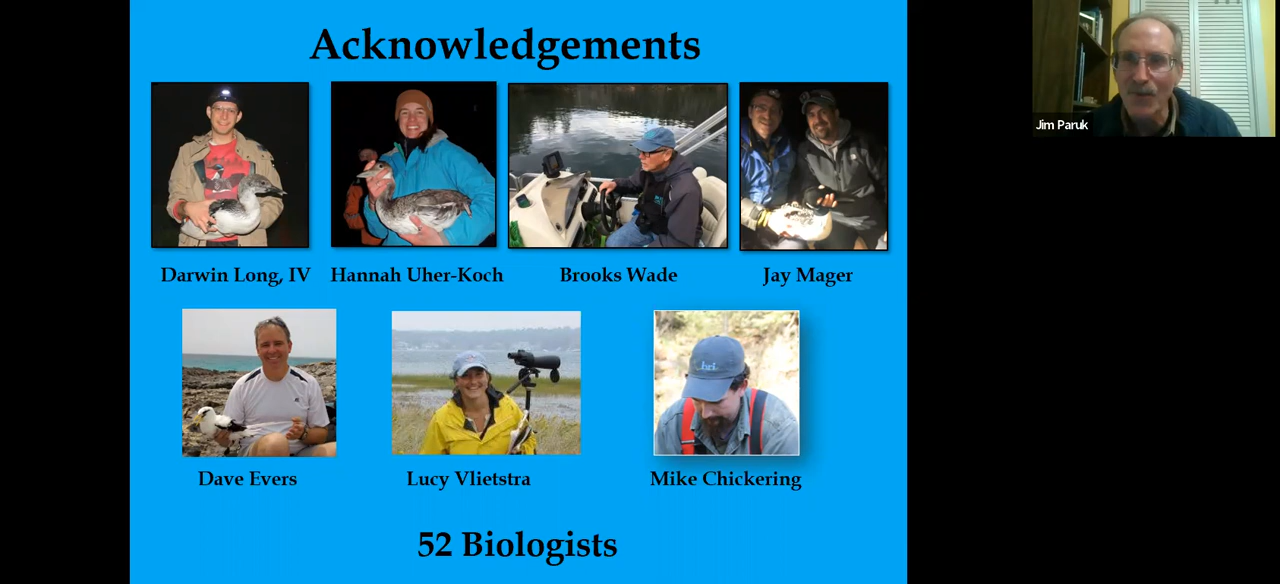 Acknowledgements
Jim Paruk
Darwin Long, IV
Hannah Uher-Koch
Brooks Wade
Jay Mager
bri
Dave Evers
Lucy Vlietstra
Mike Chickering
52 Biologists